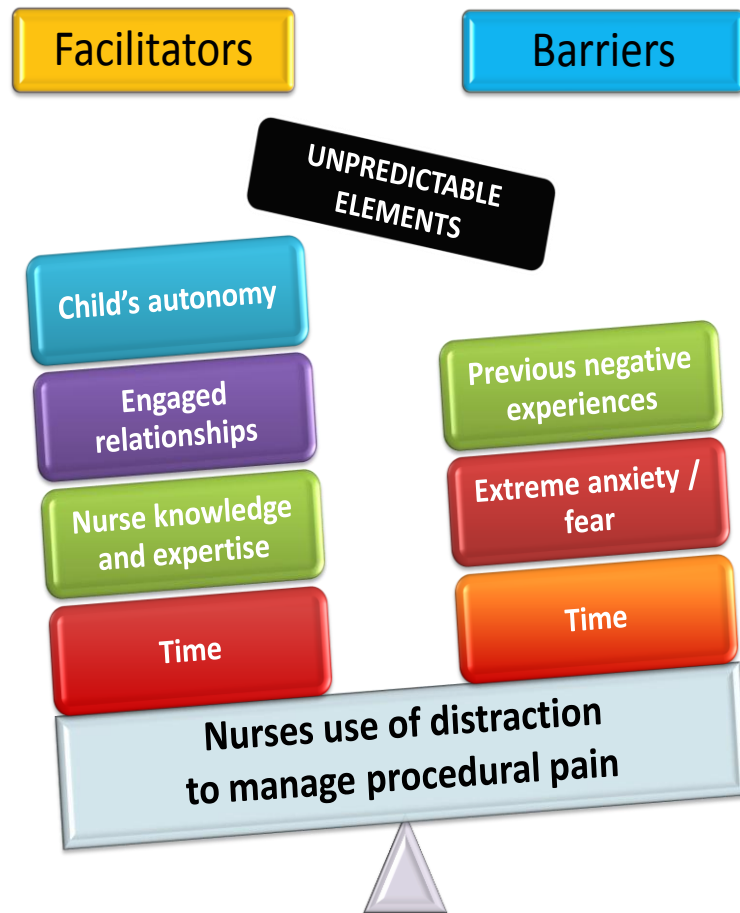 Facilitators
Barriers
UNPREDICTABLE
ELEMENTS
Child's autonomy
Engaged
relationships
Nurse knowledge
and expertise
Time
Previous negative
experiences
Extreme anxiety /
fear
Time
Nurses use of distraction
to manage procedural pain